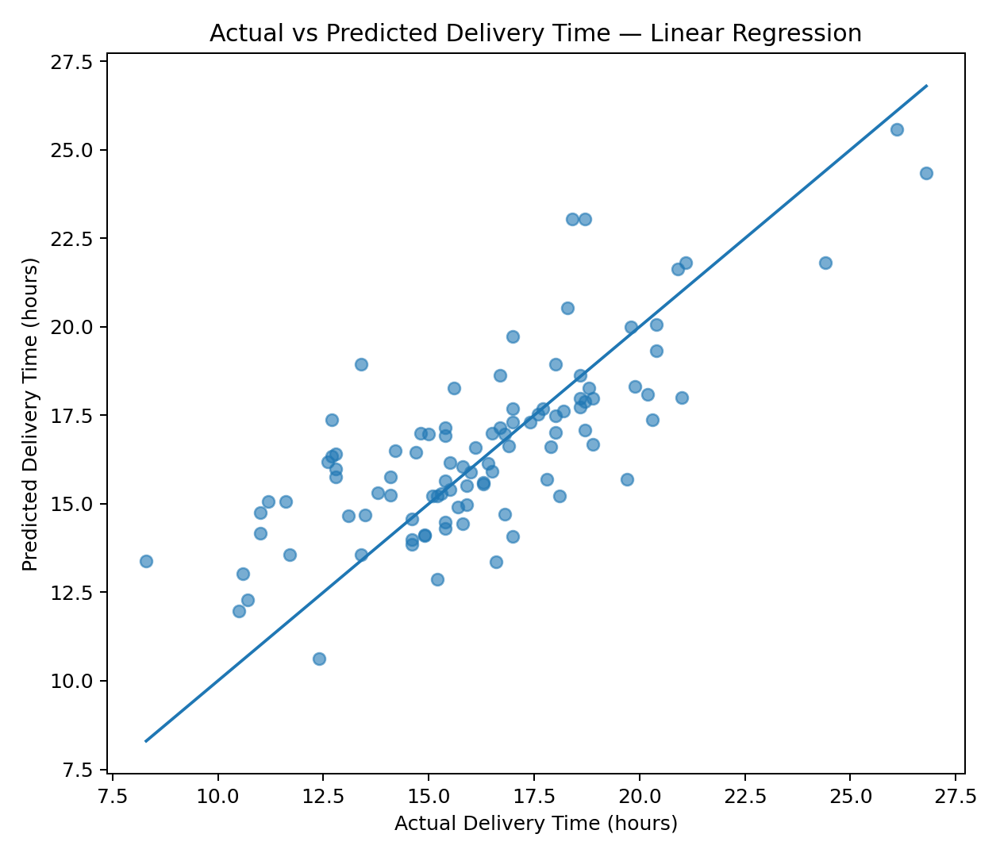 Actual vs Predicted Delivery Time — Linear Regression
27.5
25.0
22.5
20.0
17.5
15.0
12.5
10.0
7.5
Predicted Delivery Time (hours)
7.5 10.0 12.5 15.0 17.5 20.0 22.5 25.0 27.5
Actual Delivery Time (hours)